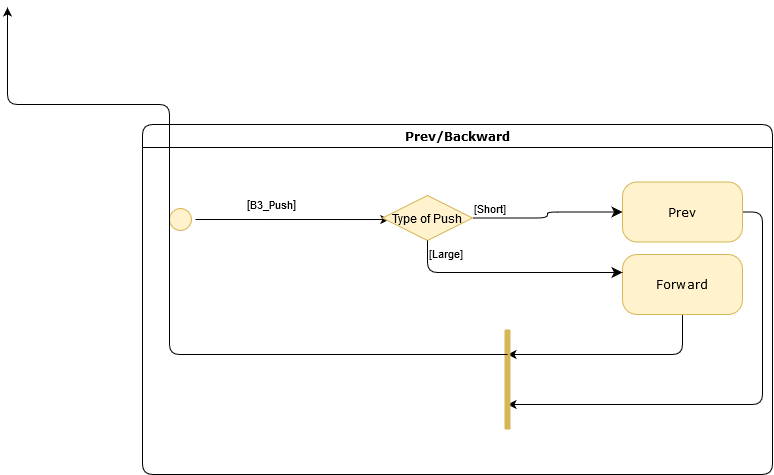 Prev/Backward
[B3_Push]
Type of Push
[Short]
Prev
[Large]
Forward